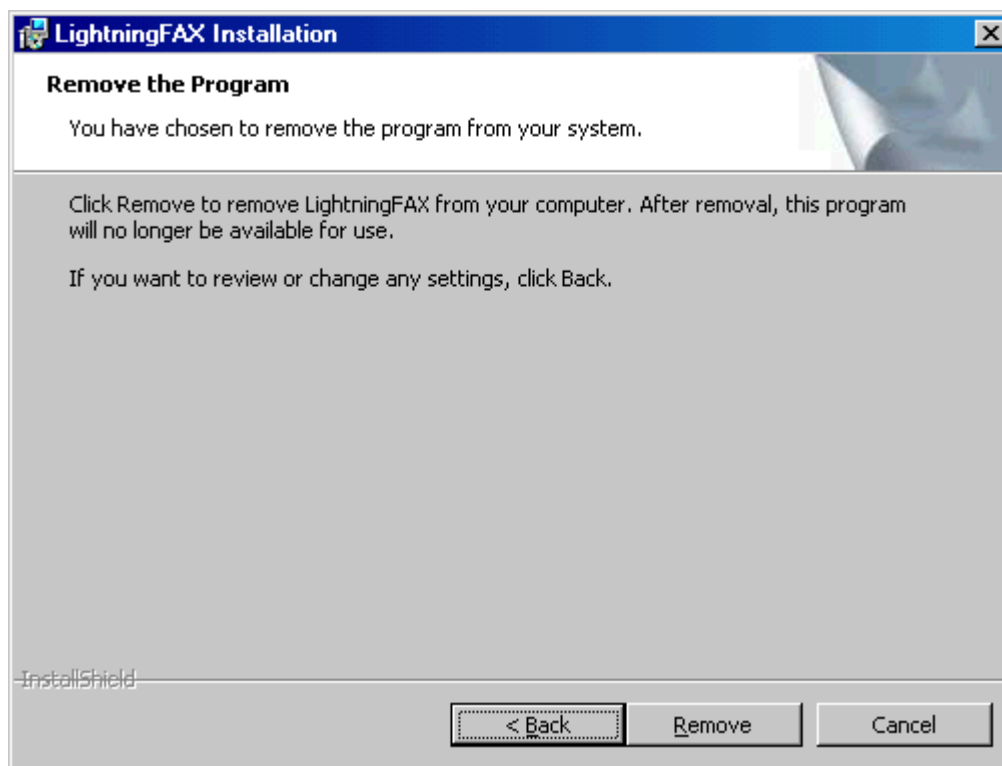 LightningFAX Installation
Remove the Program
You have chosen to remove the program from your system.
Click Remove to remove LightningFAX from your computer. After removal, this program
will no longer be available for use.
If you want to review or change any settings, click Back.
InstallShield
< Back
Remove
Cancel